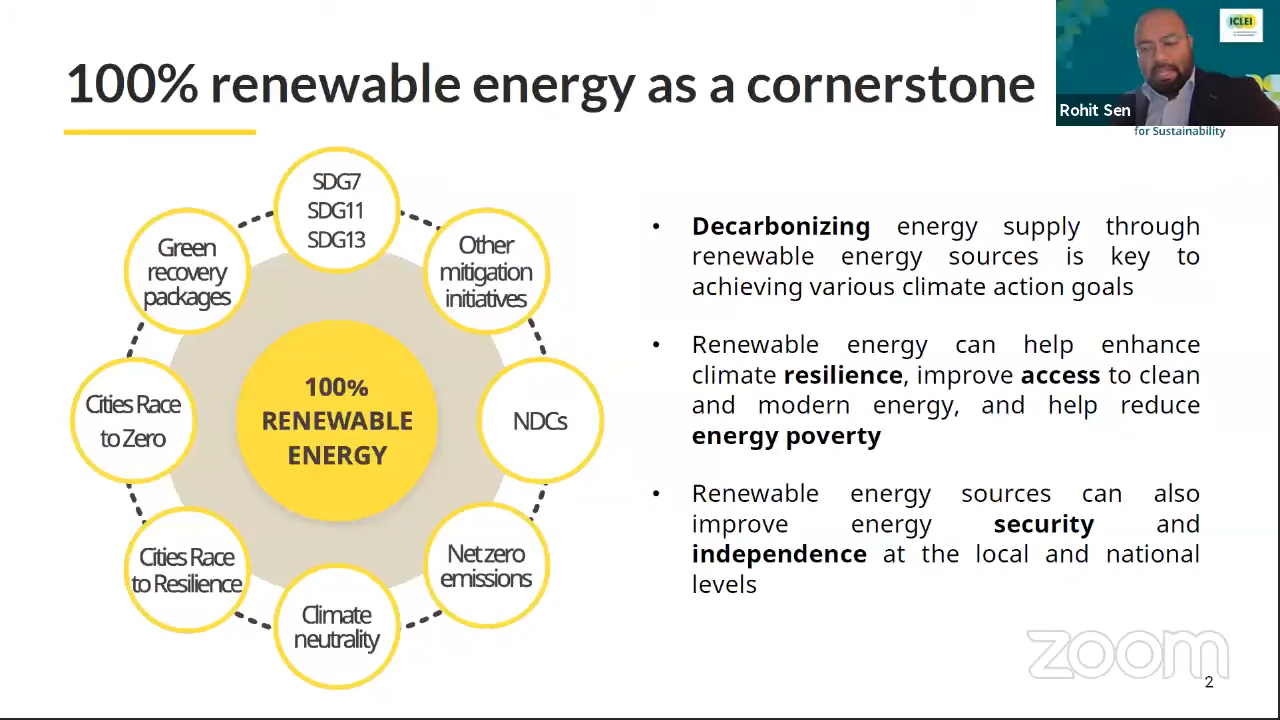 100% renewable energy as a cornerstone
ICLEI
Rohit Sen
for Sustainability
SDG7
SDG11
SDG13
Other
mitigation
initiatives
NDCs
Net zero
emissions
Climate
neutrality
Cities Race
to Resilience
Cities Race
to Zero
Green
recovery
packages
100%
RENEWABLE
ENERGY
• Decarbonizing energy supply through
renewable energy sources is key to
achieving various climate action goals
• Renewable energy can help enhance
climate resilience, improve access to clean
and modern energy, and help reduce
energy poverty
• Renewable energy sources can also
improve energy security and
independence at the local and national
levels
zoom
2